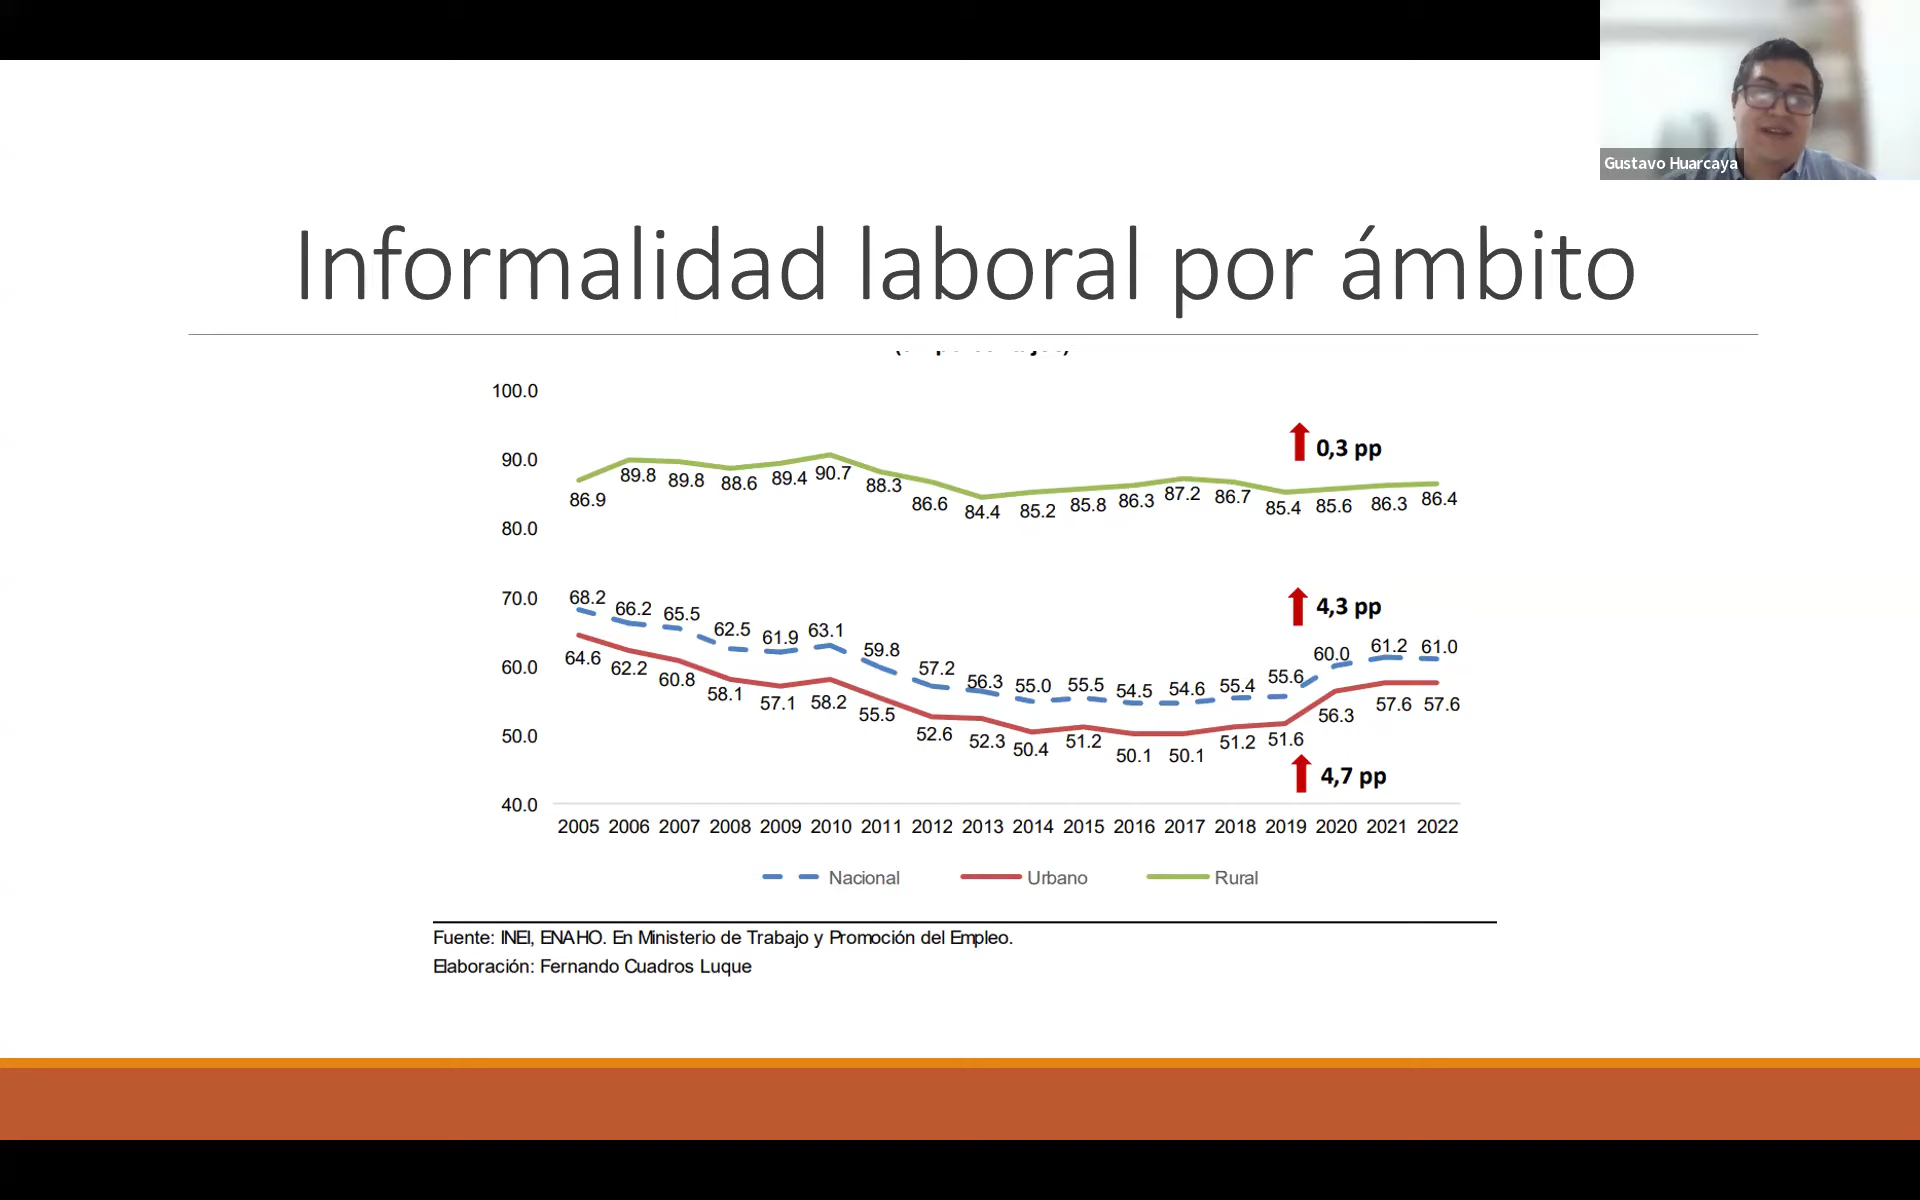 Gustavo Huarcaya
Informalidad laboral por ámbito
100.0
90.0
80.0
70.0
60.0
50.0
40.0
86.9 89.8 89.8 88.6 89.4 90.7 88.3 86.6 84.4 85.2 85.8 86.3 87.2 86.7 85.4 85.6 86.3 86.4
0,3 pp
68.2 66.2 65.5 62.5 61.9 63.1 59.8 57.2 56.3 55.0 55.5 54.5 54.6 55.4 55.6 60.0 61.2 61.0
4,3 pp
64.6 62.2 60.8 58.1 57.1 58.2 55.5 52.6 52.3 50.4 51.2 50.1 50.1 51.2 51.6 56.3 57.6 57.6
4,7 pp
2005 2006 2007 2008 2009 2010 2011 2012 2013 2014 2015 2016 2017 2018 2019 2020 2021 2022
Nacional Urbano Rural
Fuente: INEI, ENAHO. En Ministerio de Trabajo y Promoción del Empleo.
Elaboración: Fernando Cuadros Luque